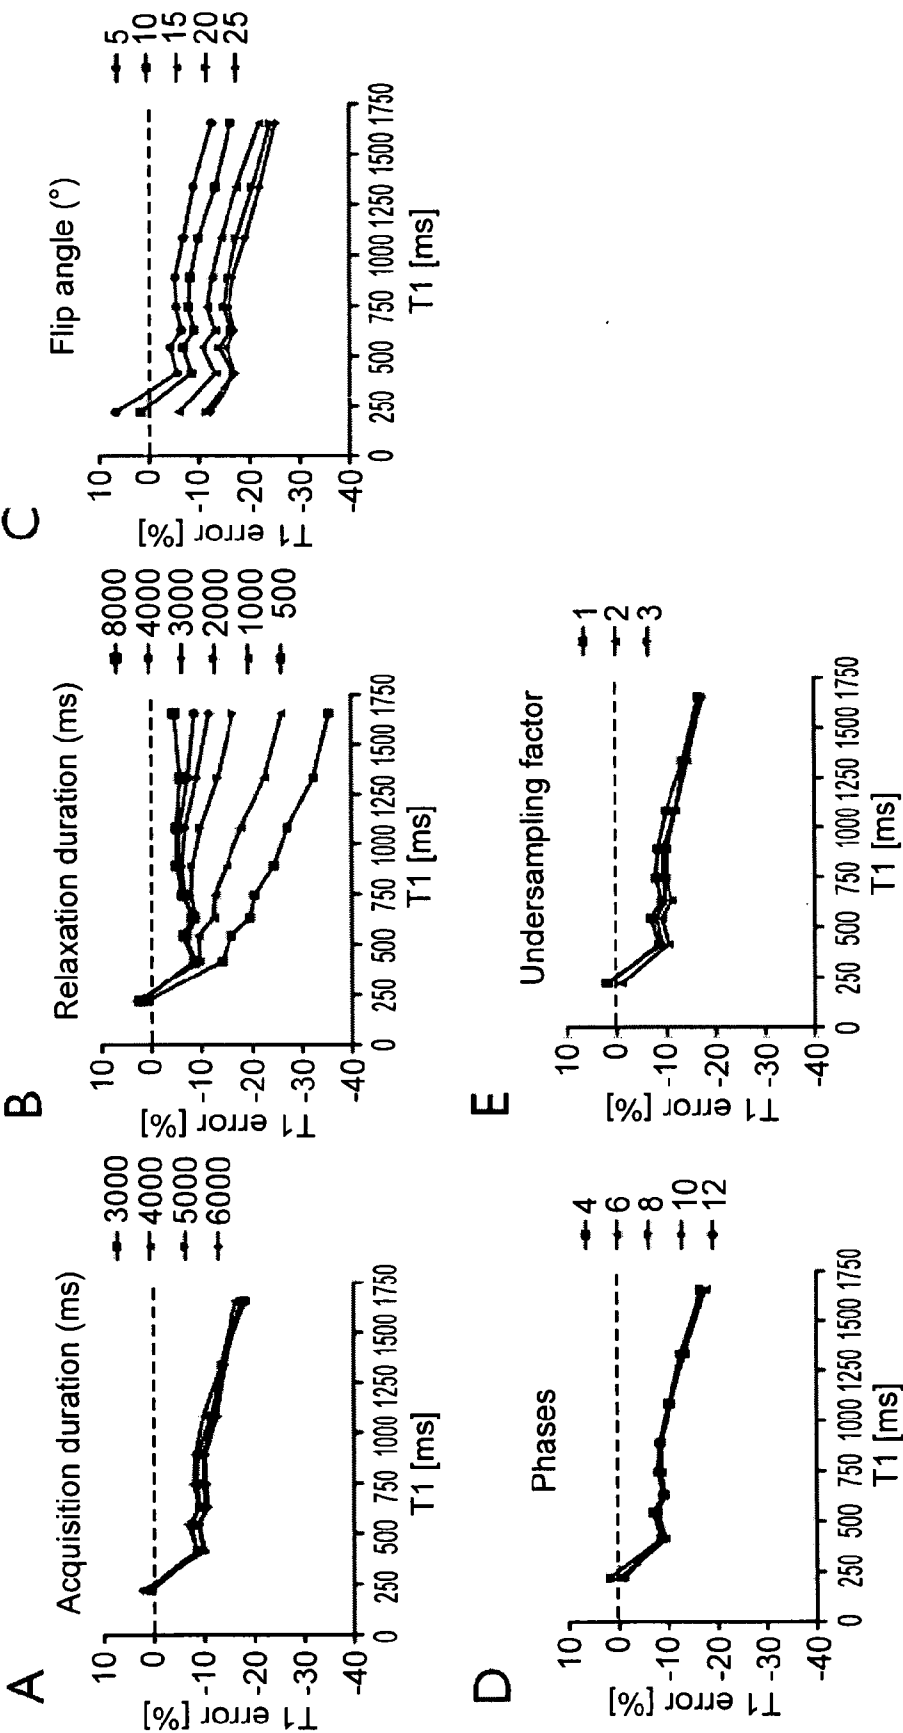 A
Acquisition duration (ms)
T1 error [%]
10
0
-10
-20
-30
-40
0 250 500 750 1000 1250 1500 1750
T1 [ms]
3000
4000
5000
6000
B
Relaxation duration (ms)
T1 error [%]
10
0
-10
-20
-30
-40
0 250 500 750 1000 1250 1500 1750
T1 [ms]
8000
4000
3000
2000
1000
500
C
Flip angle (°)
T1 error [%]
10
0
-10
-20
-30
-40
0 250 500 750 1000 1250 1500 1750
T1 [ms]
5
10
15
20
25
D
Phases
T1 error [%]
10
0
-10
-20
-30
-40
0 250 500 750 1000 1250 1500 1750
T1 [ms]
4
6
8
10
12
E
Undersampling factor
T1 error [%]
10
0
-10
-20
-30
-40
0 250 500 750 1000 1250 1500 1750
T1 [ms]
1
2
3